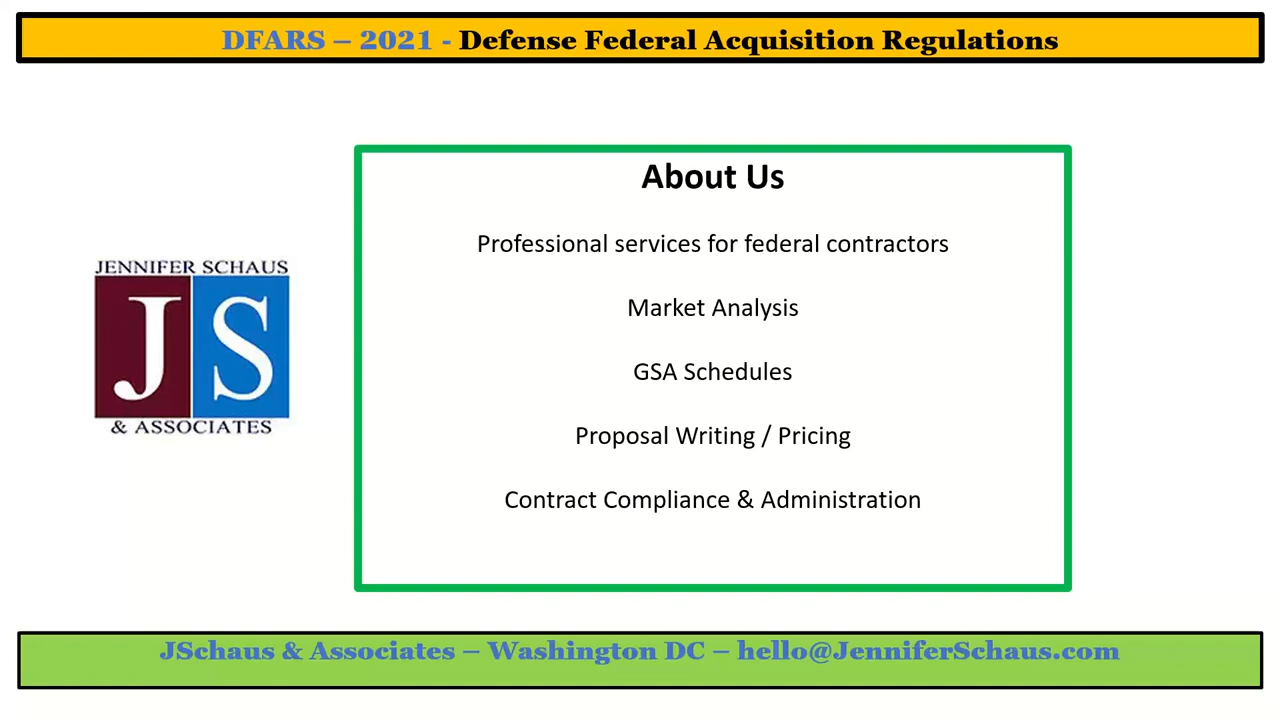 DFARS – 2021 - Defense Federal Acquisition Regulations
About Us
Professional services for federal contractors
Market Analysis
GSA Schedules
Proposal Writing / Pricing
Contract Compliance & Administration
JENNIFER SCHAUS
JS
& ASSOCIATES
JSchaus & Associates – Washington DC – hello@JenniferSchaus.com